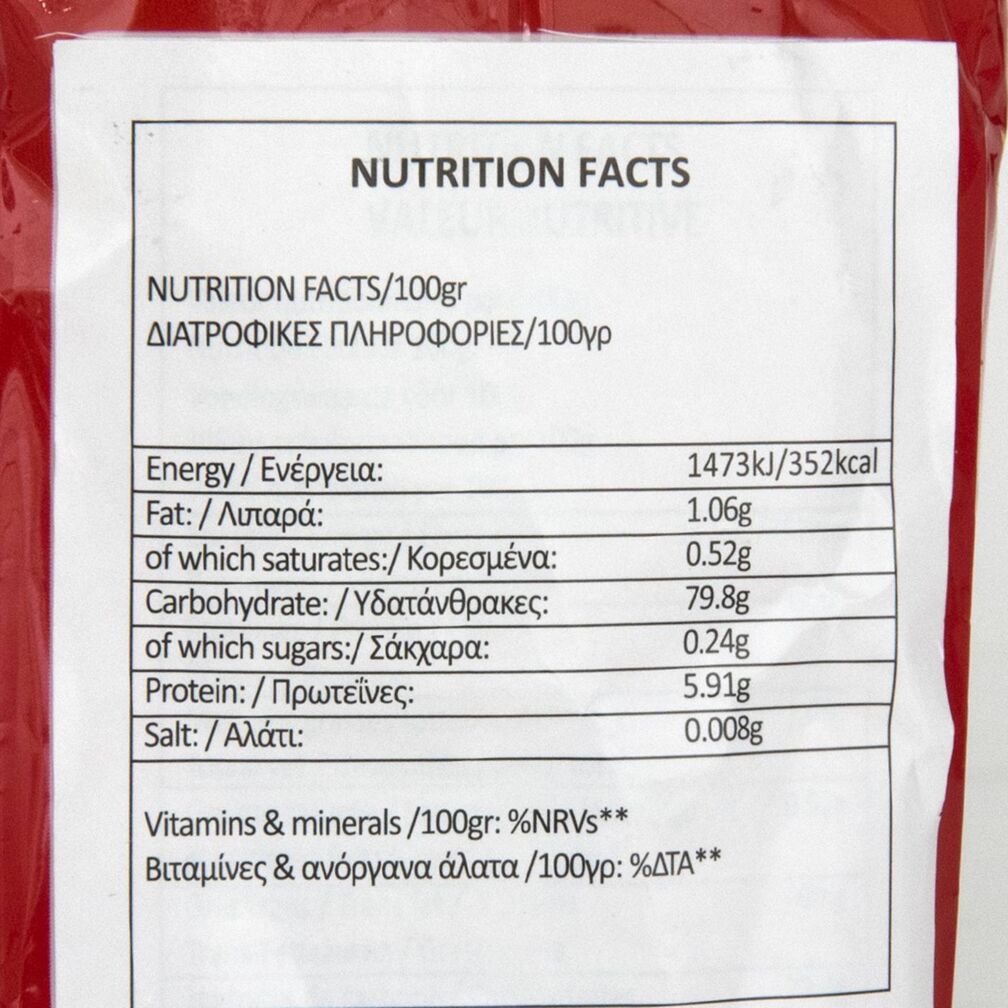 NUTRITION FACTS
NUTRITION FACTS/100gr
ΔΙΑΤΡΟΦΙΚΕΣ ΠΛΗΡΟΦΟΡΙΕΣ/100γρ
Energy / Ενέργεια: 1473kJ/352kcal
Fat: / Λιπαρά: 1.06g
of which saturates:/ Κορεσμένα: 0.52g
Carbohydrate: / Υδατάνθρακες: 79.8g
of which sugars:/ Σάκχαρα: 0.24g
Protein: / Πρωτεΐνες: 5.91g
Salt: / Αλάτι: 0.008g
Vitamins & minerals /100gr: %NRVs**
Βιταμίνες & ανόργανα άλατα /100γρ: %ΔΤΑ**